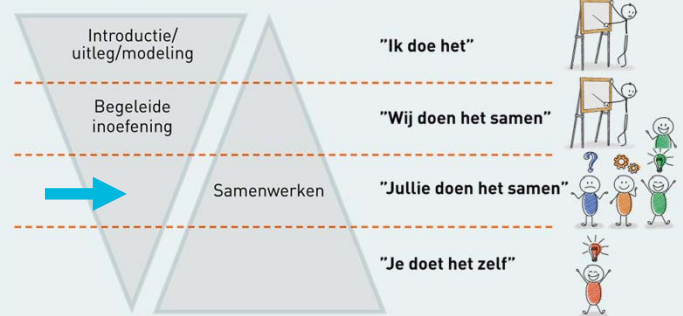 Introductie/
uitleg/modeling
"Ik doe het"
Begeleide
inoefening
"Wij doen het samen"
?
Samenwerken
"Jullie doen het samen"
"Je doet het zelf"